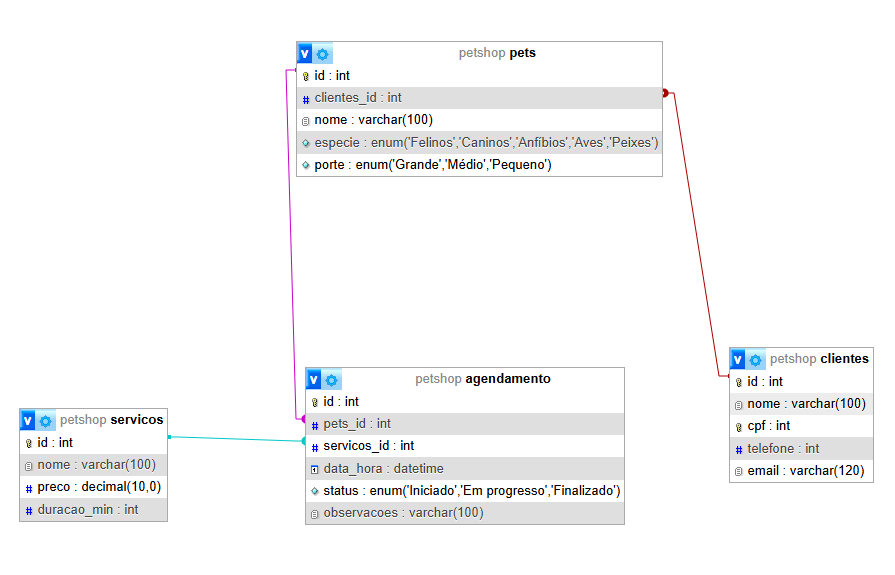 petshop pets
id : int
clientes_id : int
nome : varchar(100)
especie : enum('Felinos','Caninos','Anfíbios','Aves','Peixes')
porte : enum('Grande','Médio','Pequeno')
petshop clientes
id : int
nome : varchar(100)
cpf : int
telefone : int
email : varchar(120)
petshop agendamento
id : int
pets_id : int
servicos_id : int
data_hora : datetime
status : enum('Iniciado','Em progresso','Finalizado')
observacoes : varchar(100)
petshop servicos
id : int
nome : varchar(100)
preco : decimal(10,0)
duracao_min : int